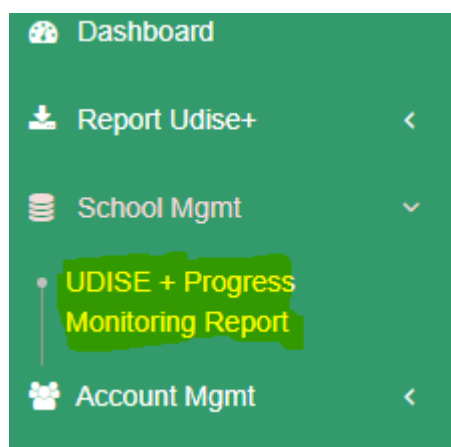 Dashboard
Report Udise+
School Mgmt
UDISE + Progress
Monitoring Report
Account Mgmt